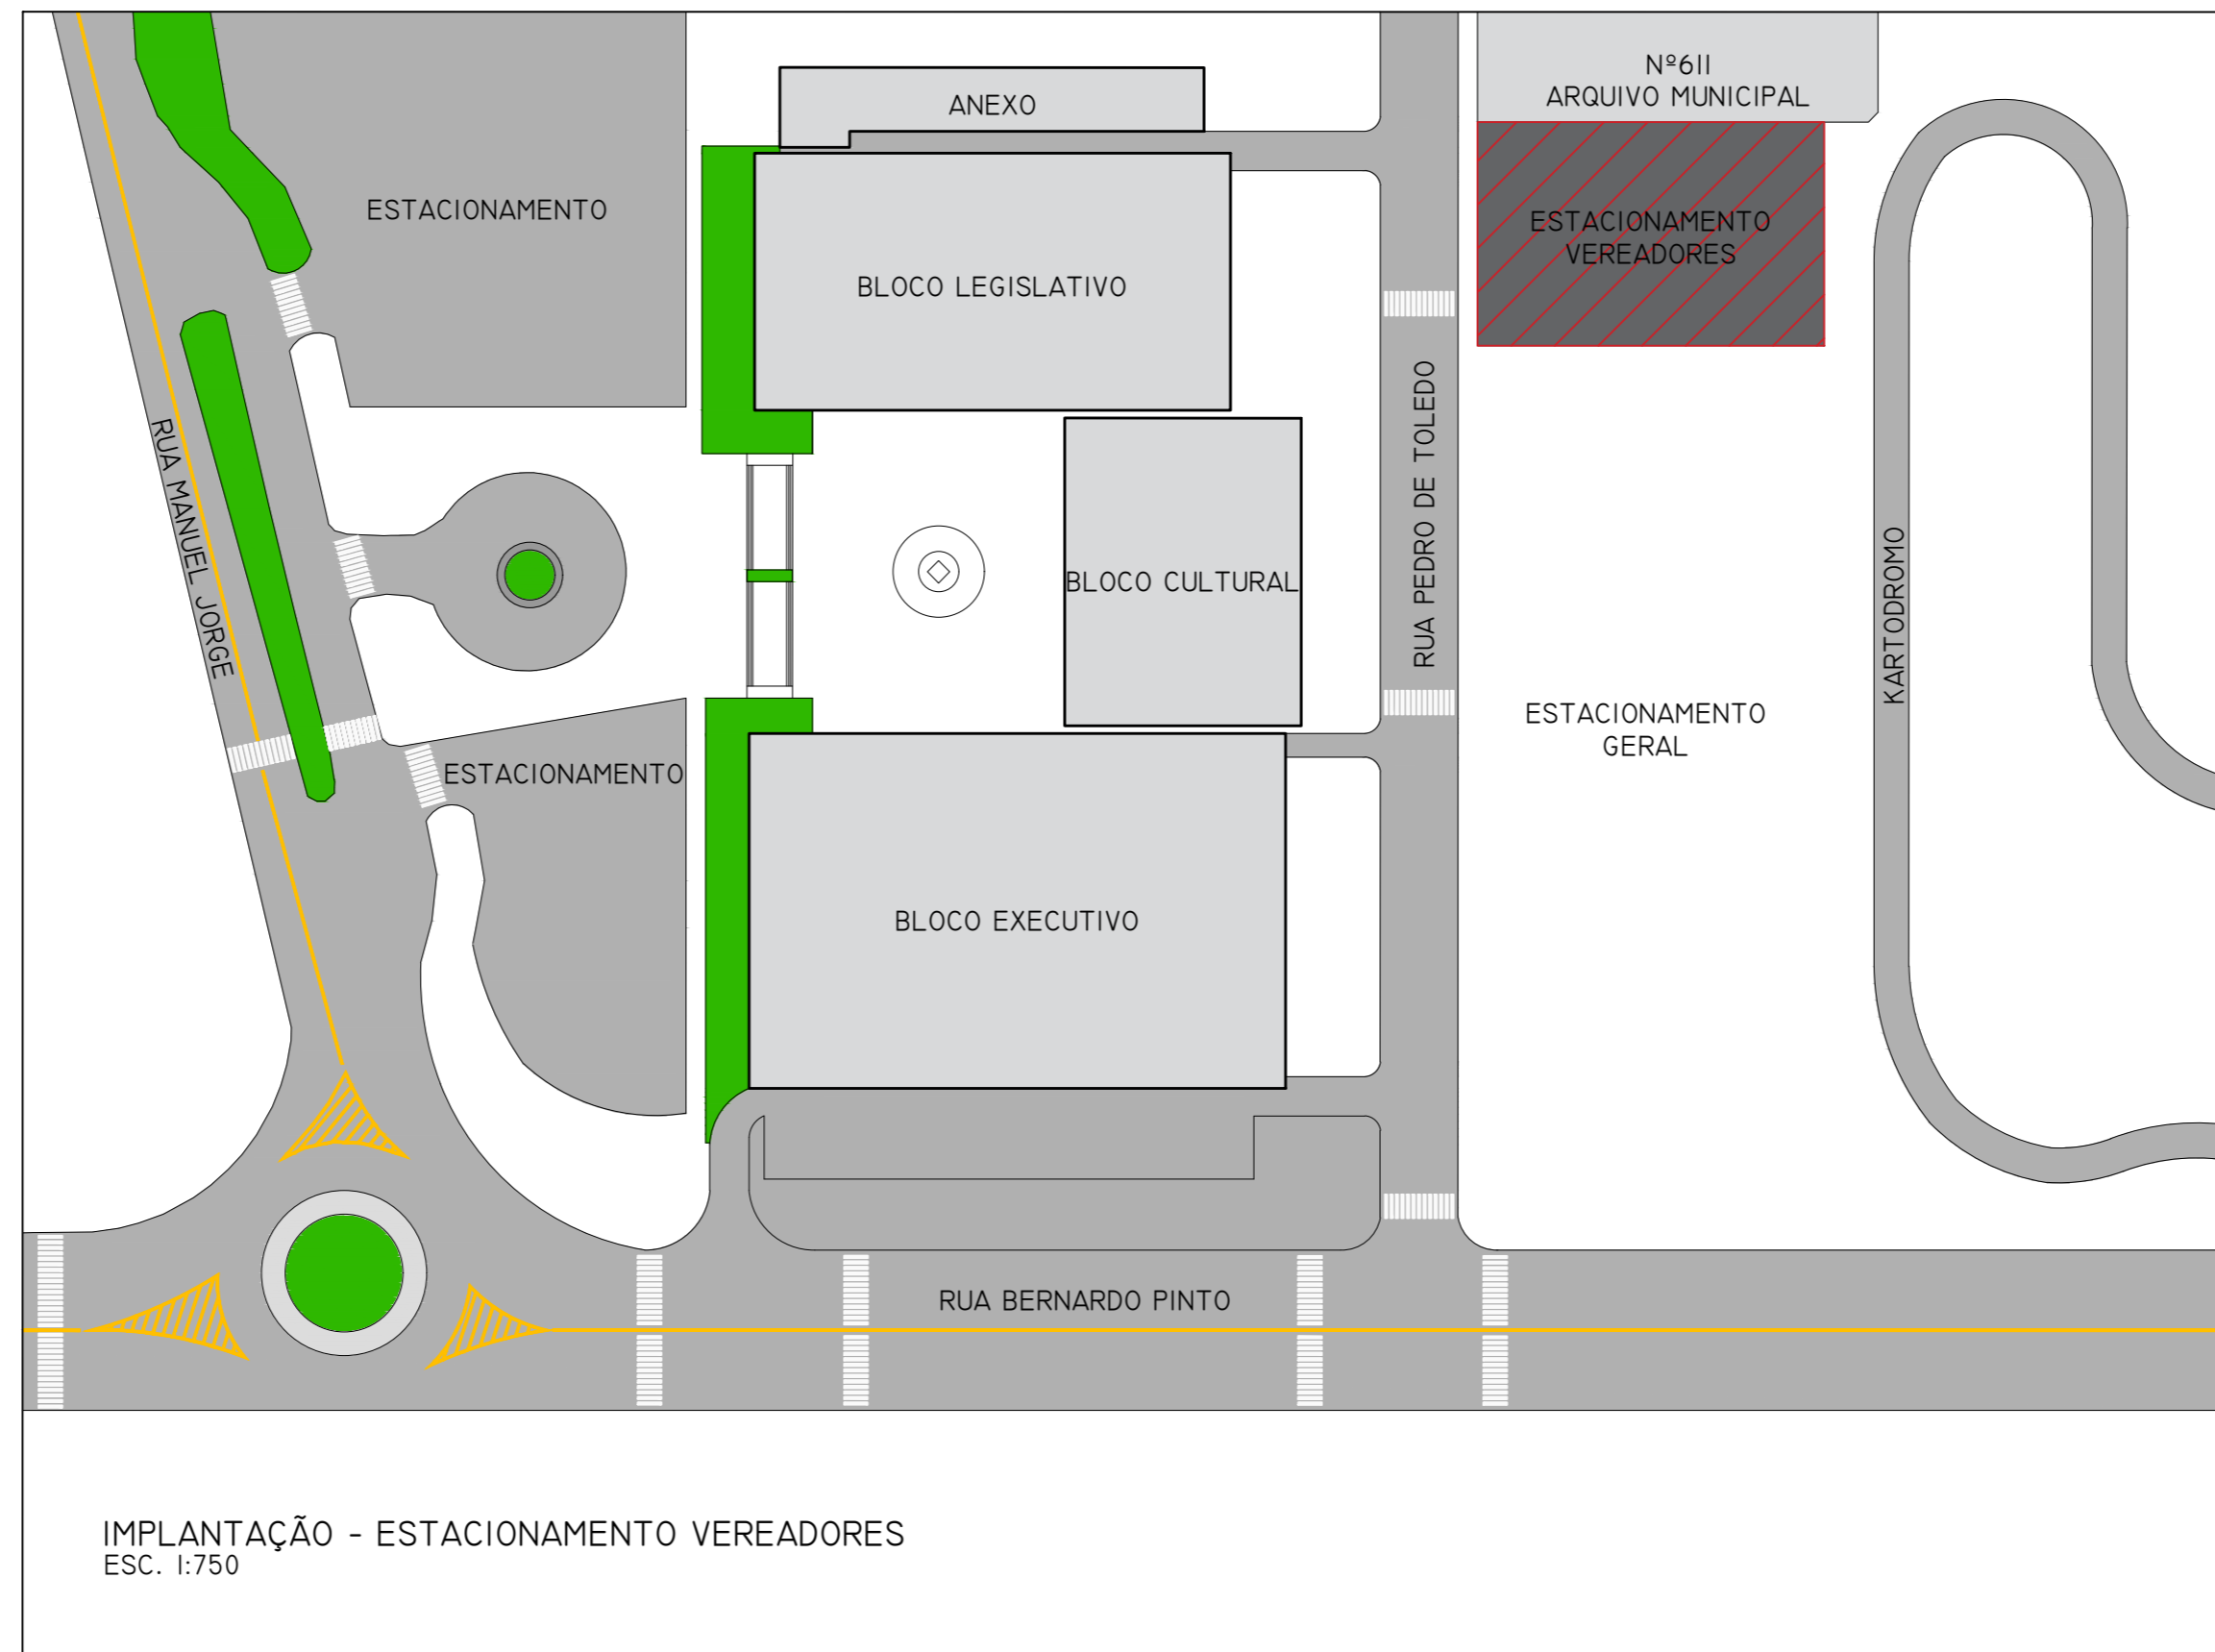 Nº611
ARQUIVO MUNICIPAL
ANEXO
ESTACIONAMENTO
ESTACIONAMENTO
VEREADORES
BLOCO LEGISLATIVO
RUA MANUEL JORGE
RUA PEDRO DE TOLEDO
BLOCO CULTURAL
KARTODROMO
ESTACIONAMENTO
GERAL
ESTACIONAMENTO
BLOCO EXECUTIVO
RUA BERNARDO PINTO
IMPLANTAÇÃO - ESTACIONAMENTO VEREADORES
ESC. 1:750